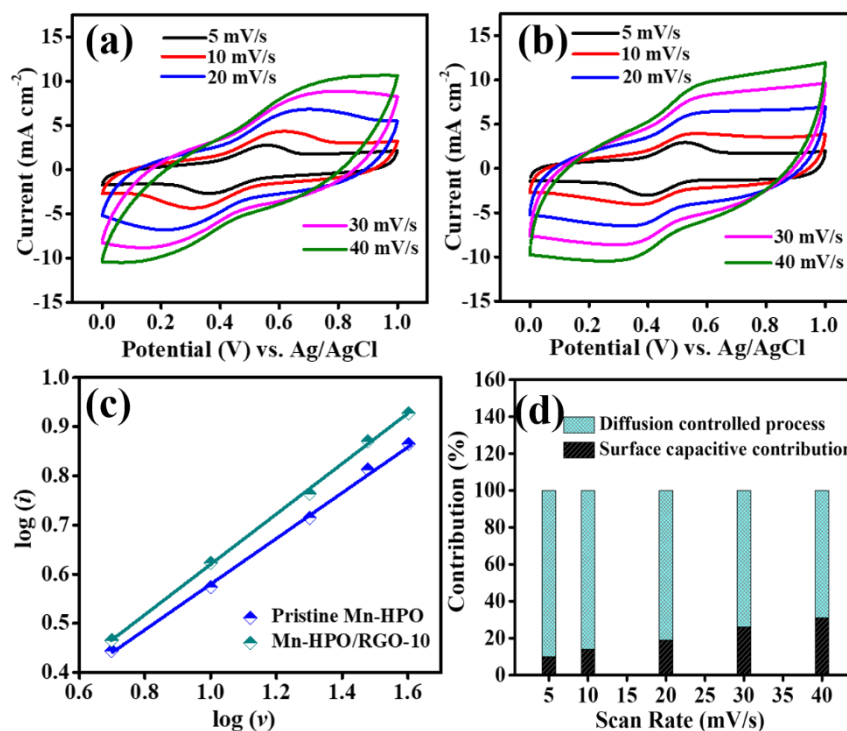 (a)
5 mV/s
10 mV/s
20 mV/s
30 mV/s
40 mV/s
15
10
5
0
-5
-10
-15
Current (mA cm-2)
0.0 0.2 0.4 0.6 0.8 1.0
Potential (V) vs. Ag/AgCl
(b)
5 mV/s
10 mV/s
20 mV/s
30 mV/s
40 mV/s
15
10
5
0
-5
-10
-15
Current (mA cm-2)
0.0 0.2 0.4 0.6 0.8 1.0
Potential (V) vs. Ag/AgCl
(c)
1.0
0.9
0.8
0.7
0.6
0.5
0.4
log (i)
Pristine Mn-HPO
Mn-HPO/RGO-10
0.6 0.8 1.0 1.2 1.4 1.6
log (v)
(d)
Diffusion controlled process
Surface capacitive contribution
160
140
120
100
80
60
40
20
0
Contribution (%)
5 10 15 20 25 30 35 40
Scan Rate (mV/s)